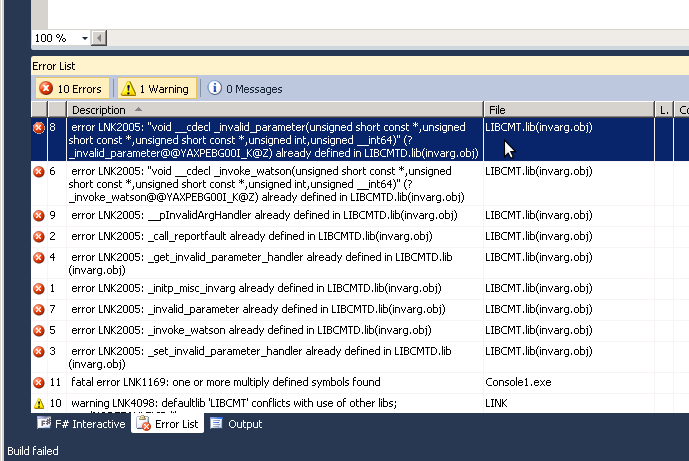 100 %
Error List
10 Errors
1 Warning
0 Messages
Description
File
L.
Co
8
error LNK2005: "void __cdecl _invalid_parameter(unsigned short const *,unsigned
short const *,unsigned short const *,unsigned int,unsigned __int64)" (?
_invalid_parameter@@YAXPEBG00I_K@Z) already defined in LIBCMTD.lib(invarg.obj)
LIBCMT.lib(invarg.obj)
6
error LNK2005: "void __cdecl _invoke_watson(unsigned short const *,unsigned
short const *,unsigned short const *,unsigned int,unsigned __int64)" (?
_invoke_watson@@YAXPEBG00I_K@Z) already defined in LIBCMTD.lib(invarg.obj)
LIBCMT.lib(invarg.obj)
9
error LNK2005: __pInvalidArgHandler already defined in LIBCMTD.lib(invarg.obj)
LIBCMT.lib(invarg.obj)
2
error LNK2005: _call_reportfault already defined in LIBCMTD.lib(invarg.obj)
LIBCMT.lib(invarg.obj)
4
error LNK2005: _get_invalid_parameter_handler already defined in LIBCMTD.lib
(invarg.obj)
LIBCMT.lib(invarg.obj)
1
error LNK2005: _initp_misc_invarg already defined in LIBCMTD.lib(invarg.obj)
LIBCMT.lib(invarg.obj)
7
error LNK2005: _invalid_parameter already defined in LIBCMTD.lib(invarg.obj)
LIBCMT.lib(invarg.obj)
5
error LNK2005: _invoke_watson already defined in LIBCMTD.lib(invarg.obj)
LIBCMT.lib(invarg.obj)
3
error LNK2005: _set_invalid_parameter_handler already defined in LIBCMTD.lib
(invarg.obj)
LIBCMT.lib(invarg.obj)
11
fatal error LNK1169: one or more multiply defined symbols found
Console1.exe
10
warning LNK4098: defaultlib 'LIBCMT' conflicts with use of other libs;
LINK
F# Interactive
Error List
Output
Build failed